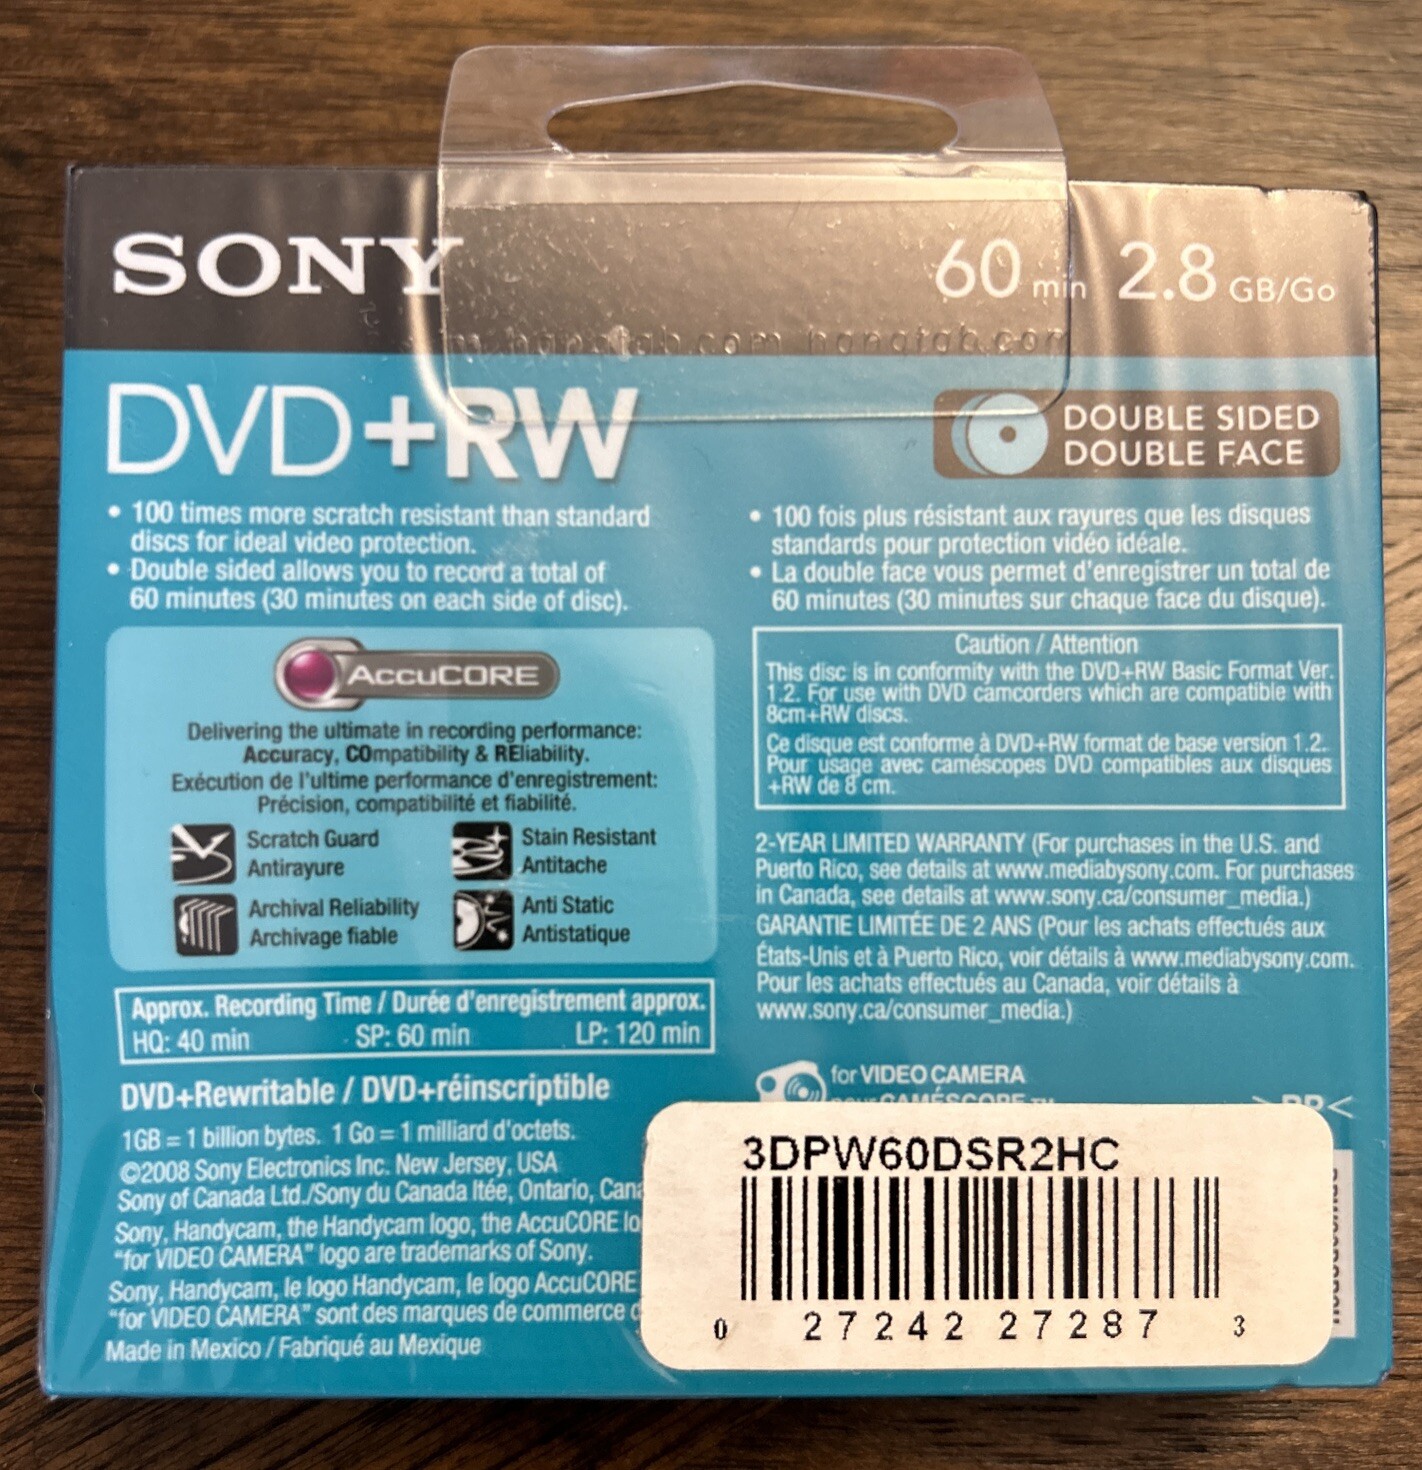 SONY
60 min 2.8 GB/Go
hangtab.com hangtab.com
DVD+RW
DOUBLE SIDED
DOUBLE FACE
• 100 times more scratch resistant than standard
discs for ideal video protection.
• Double sided allows you to record a total of
60 minutes (30 minutes on each side of disc).
• 100 fois plus résistant aux rayures que les disques
standards pour protection vidéo idéale.
• La double face vous permet d'enregistrer un total de
60 minutes (30 minutes sur chaque face du disque).
AccuCORE
Delivering the ultimate in recording performance:
Accuracy, COmpatibility & REliability.
Exécution de l'ultime performance d'enregistrement:
Précision, compatibilité et fiabilité.
Scratch Guard
Antirayure
Stain Resistant
Antitache
Archival Reliability
Archivage fiable
Anti Static
Antistatique
Caution / Attention
This disc is in conformity with the DVD+RW Basic Format Ver.
1.2. For use with DVD camcorders which are compatible with
8cm+RW discs.
Ce disque est conforme à DVD+RW format de base version 1.2.
Pour usage avec caméscopes DVD compatibles aux disques
+RW de 8 cm.
2-YEAR LIMITED WARRANTY (For purchases in the U.S. and
Puerto Rico, see details at www.mediabysony.com. For purchases
in Canada, see details at www.sony.ca/consumer_media.)
GARANTIE LIMITÉE DE 2 ANS (Pour les achats effectués aux
États-Unis et à Puerto Rico, voir détails à www.mediabysony.com.
Pour les achats effectués au Canada, voir détails à
www.sony.ca/consumer_media.)
Approx. Recording Time / Durée d'enregistrement approx.
HQ: 40 min SP: 60 min LP: 120 min
DVD+Rewritable / DVD+réinscriptible
1GB = 1 billion bytes. 1 Go = 1 milliard d'octets.
©2008 Sony Electronics Inc. New Jersey, USA
Sony of Canada Ltd./Sony du Canada ltée, Ontario, Cana
Sony, Handycam, the Handycam logo, the AccuCORE lo
"for VIDEO CAMERA" logo are trademarks of Sony.
Sony, Handycam, le logo Handycam, le logo AccuCORE
"for VIDEO CAMERA" sont des marques de commerce d
Made in Mexico / Fabriqué au Mexique
for VIDEO CAMERA
pour CAMÉSCOPE TM
>PP<
3DPW60DSR2HC
0 27242 27287 3